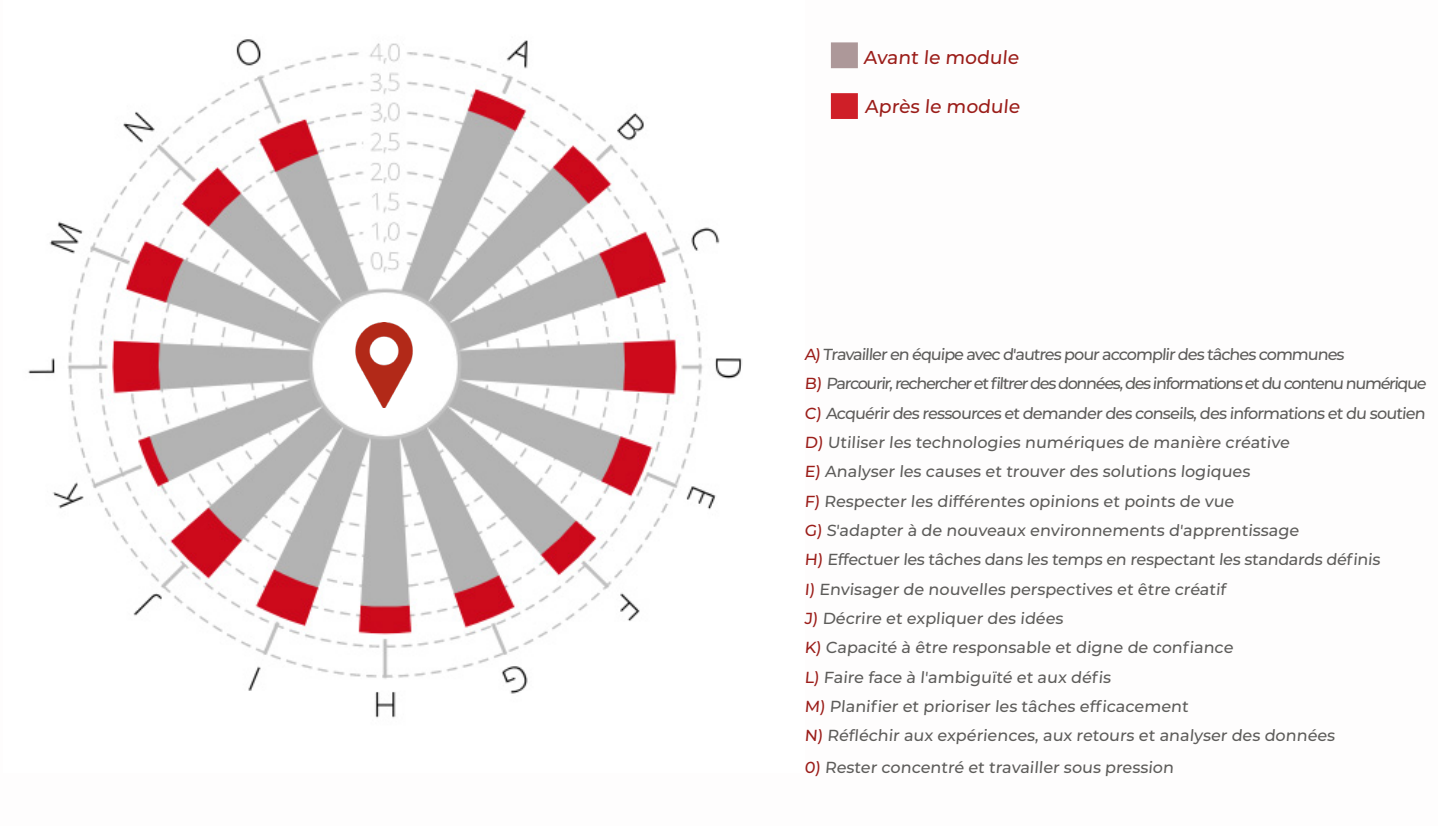 O
A
N
B
M
C
L
D
K
E
J
F
I
G
H
4,0
3,5
3,0
2,5
2,0
1,5
1,0
0,5
Avant le module
Après le module
A) Travailler en équipe avec d'autres pour accomplir des tâches communes
B) Parcourir, rechercher et filtrer des données, des informations et du contenu numérique
C) Acquérir des ressources et demander des conseils, des informations et du soutien
D) Utiliser les technologies numériques de manière créative
E) Analyser les causes et trouver des solutions logiques
F) Respecter les différentes opinions et points de vue
G) S'adapter à de nouveaux environnements d'apprentissage
H) Effectuer les tâches dans les temps en respectant les standards définis
I) Envisager de nouvelles perspectives et être créatif
J) Décrire et expliquer des idées
K) Capacité à être responsable et digne de confiance
L) Faire face à l'ambiguïté et aux défis
M) Planifier et prioriser les tâches efficacement
N) Réfléchir aux expériences, aux retours et analyser des données
0) Rester concentré et travailler sous pression